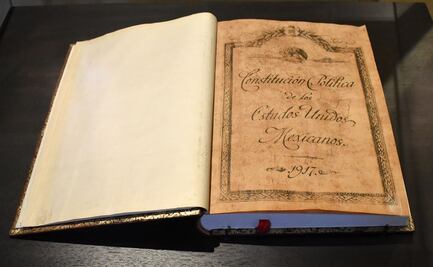 Constitución Política
de los
Estados Unidos
Mexicanos.
1917.